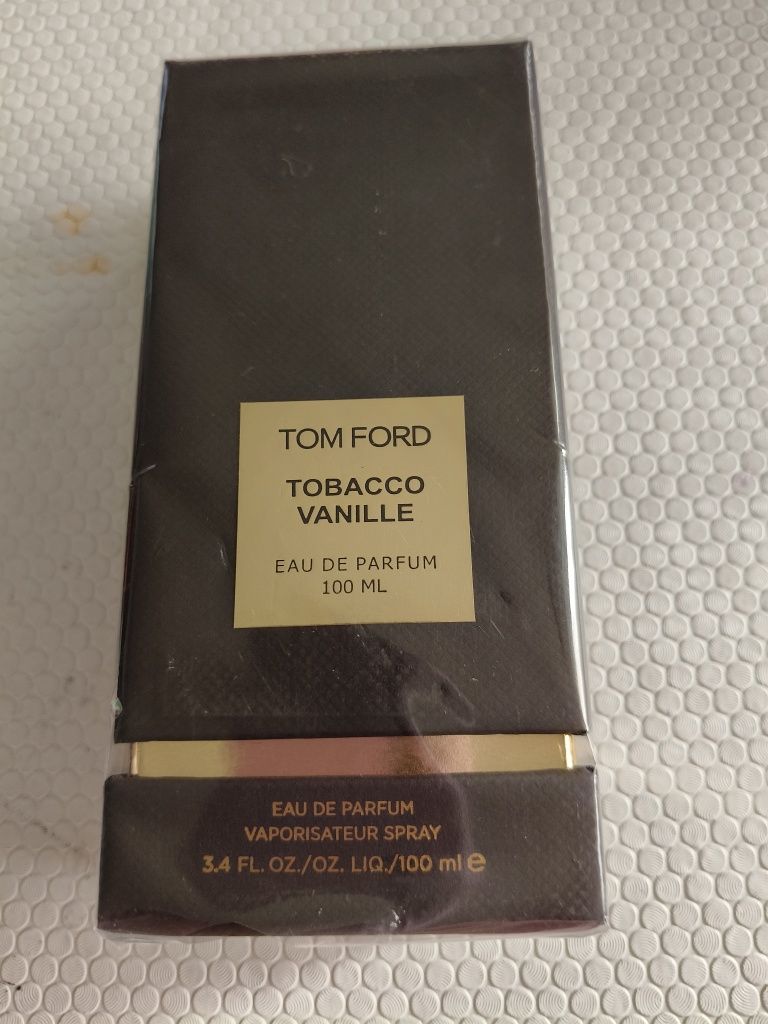 TOM FORD
TOBACCO
VANILLE
EAU DE PARFUM
100 ML
EAU DE PARFUM
VAPORISATEUR SPRAY
3.4 FL. OZ./OZ. LIQ./100 ml ℮